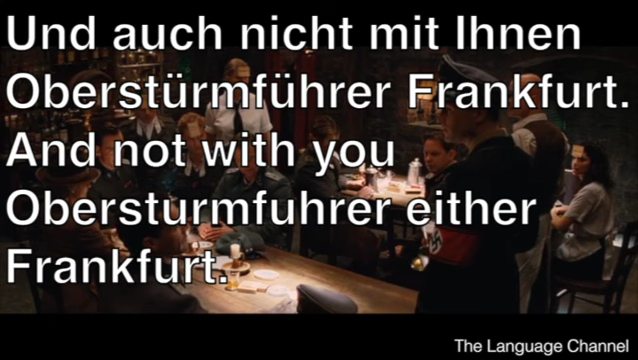 Und auch nicht mit Ihnen
Oberstürmführer Frankfurt.
And not with you
Obersturmfuhrer either
Frankfurt.
The Language Channel